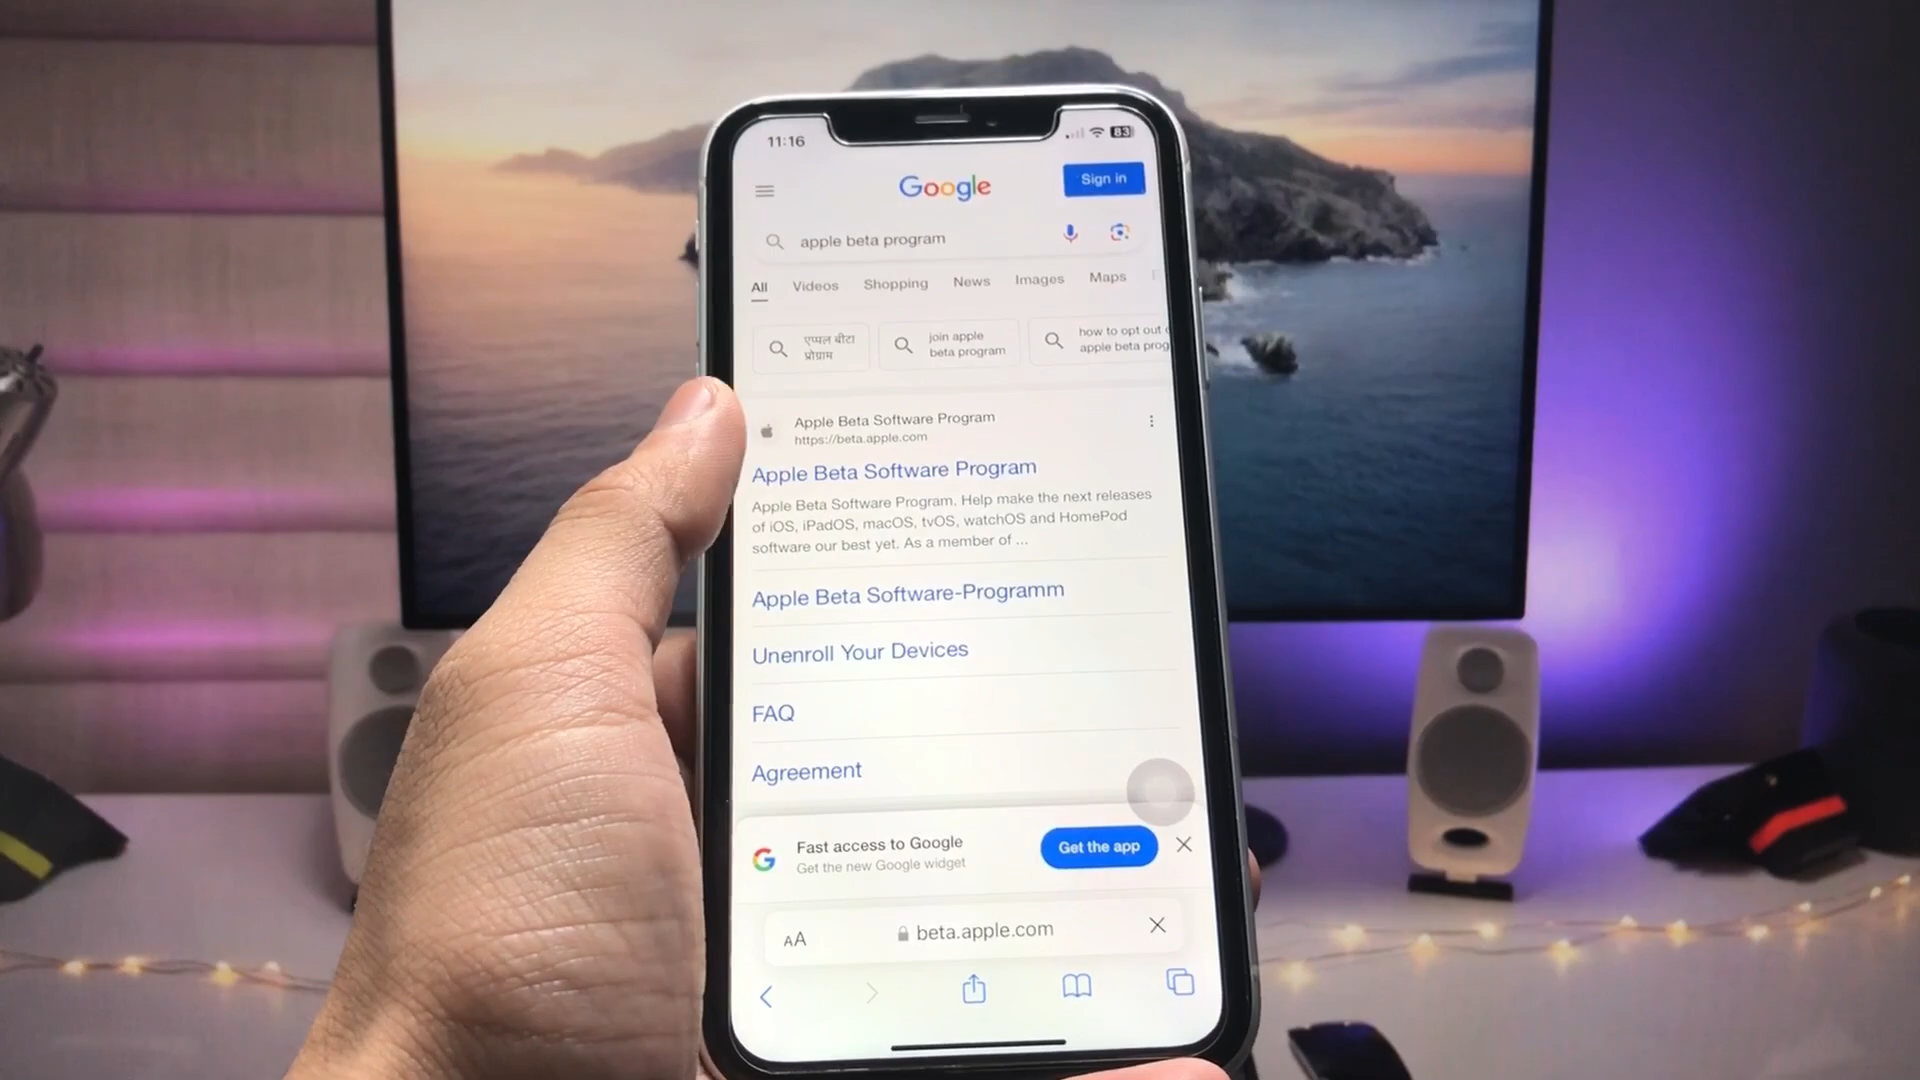 11:16
83
Google
Sign in
apple beta program
All Videos Shopping News Images Maps
एप्पल बीटा
प्रोग्राम
join apple
beta program
how to opt out
apple beta prog
Apple Beta Software Program
https://beta.apple.com
Apple Beta Software Program
Apple Beta Software Program. Help make the next releases
of iOS, iPadOS, macOS, tvOS, watchOS and HomePod
software our best yet. As a member of ...
Apple Beta Software-Programm
Unenroll Your Devices
FAQ
Agreement
G
Fast access to Google
Get the new Google widget
Get the app
AA
beta.apple.com